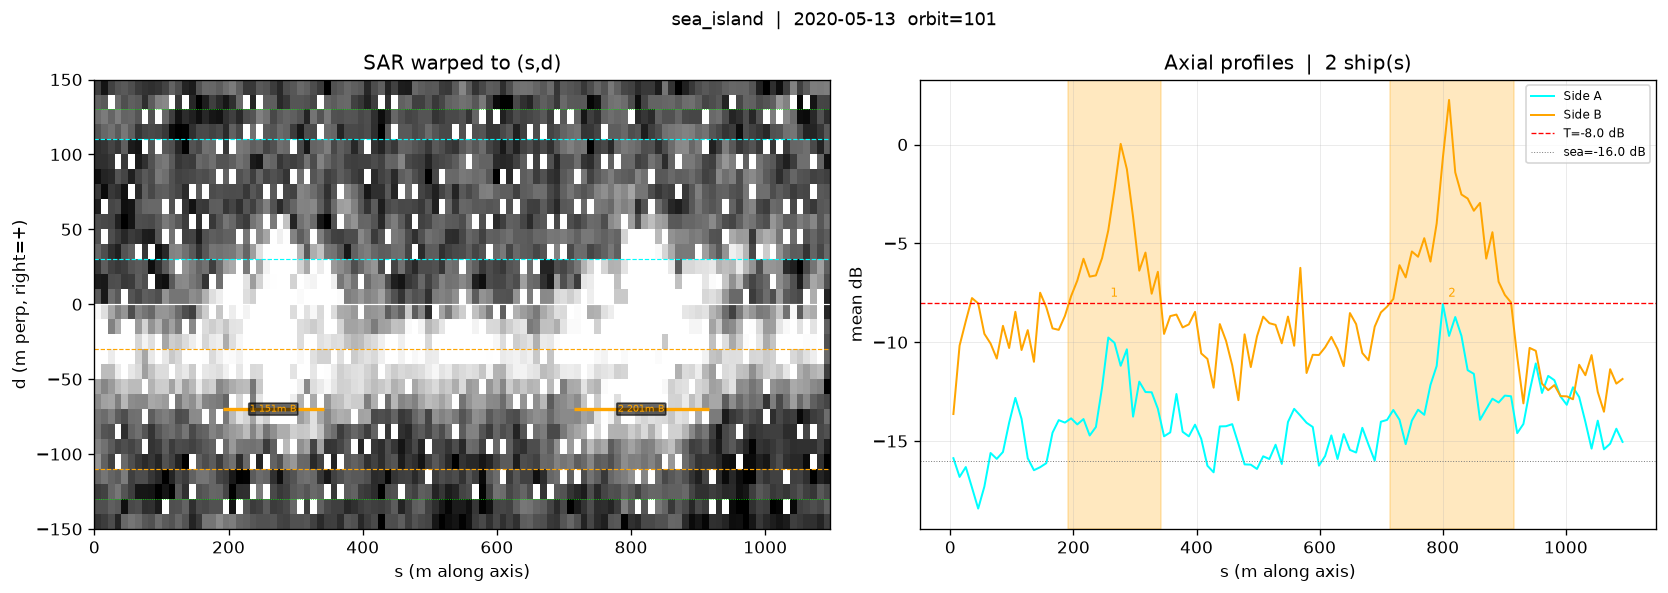 sea_island  |  2020-05-13  orbit=101
SAR warped to (s,d)
150
100
50
0
−50
−100
−150
d (m perp, right=+)
1 151m B
2 201m B
0
200
400
600
800
1000
s (m along axis)
Axial profiles  |  2 ship(s)
0
−5
−10
−15
mean dB
Side A
Side B
T=-8.0 dB
sea=-16.0 dB
1
2
0
200
400
600
800
1000
s (m along axis)